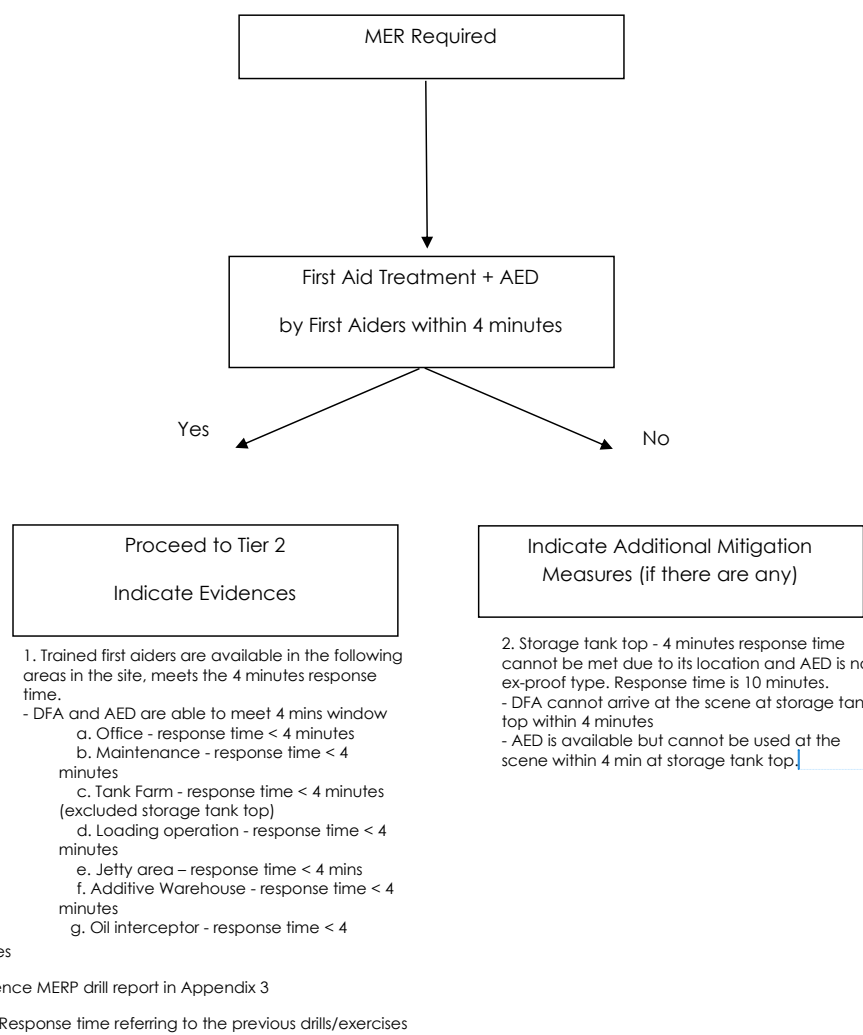 MER Required
First Aid Treatment + AED
by First Aiders within 4 minutes
Yes
No
Proceed to Tier 2
Indicate Evidences
1. Trained first aiders are available in the following
areas in the site, meets the 4 minutes response
time.
- DFA and AED are able to meet 4 mins window
a. Office - response time < 4 minutes
b. Maintenance - response time < 4
minutes
c. Tank Farm - response time < 4 minutes
(excluded storage tank top)
d. Loading operation - response time < 4
minutes
e. Jetty area – response time < 4 mins
f. Additive Warehouse - response time < 4
minutes
g. Oil interceptor - response time < 4
Indicate Additional Mitigation
Measures (if there are any)
2. Storage tank top - 4 minutes response time
cannot be met due to its location and AED is
ex-proof type. Response time is 10 minutes.
- DFA cannot arrive at the scene at storage
top within 4 minutes
- AED is available but cannot be used at the
scene within 4 min at storage tank top.
MERP drill report in Appendix 3
Response time referring to the previous drills/exercises